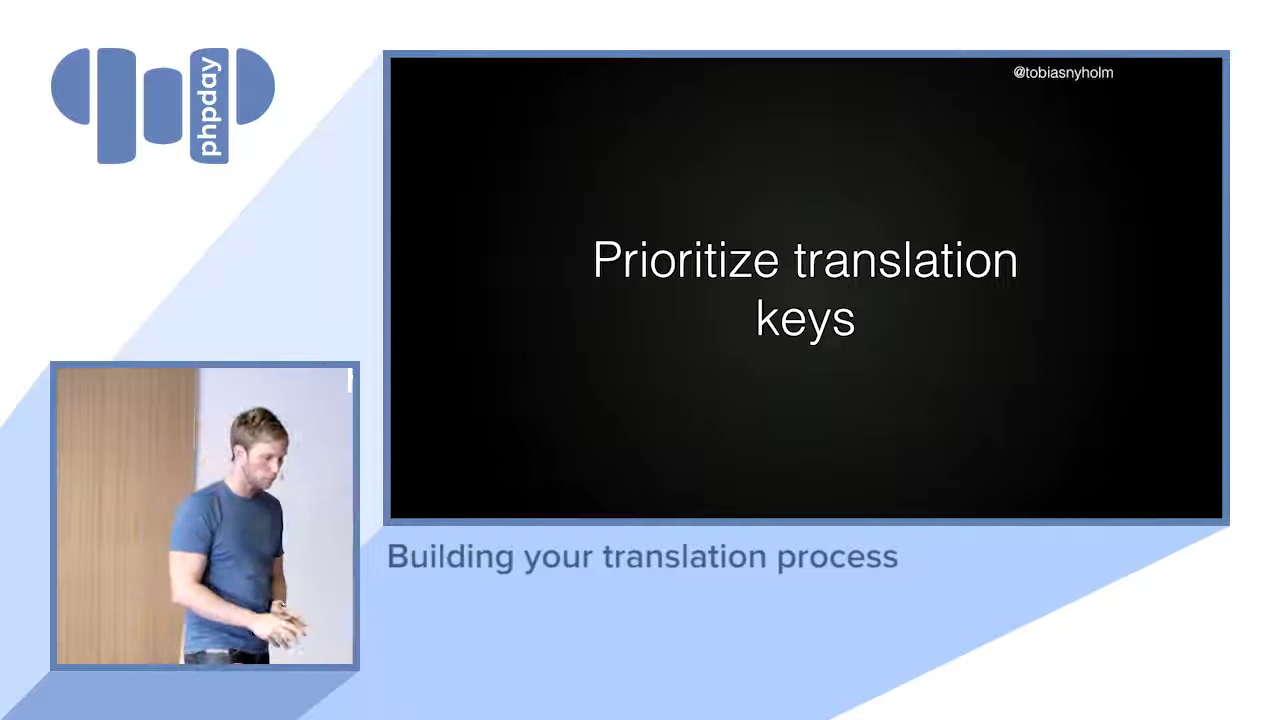 phpday
@tobiasnyholm
Prioritize translation
keys
Building your translation process